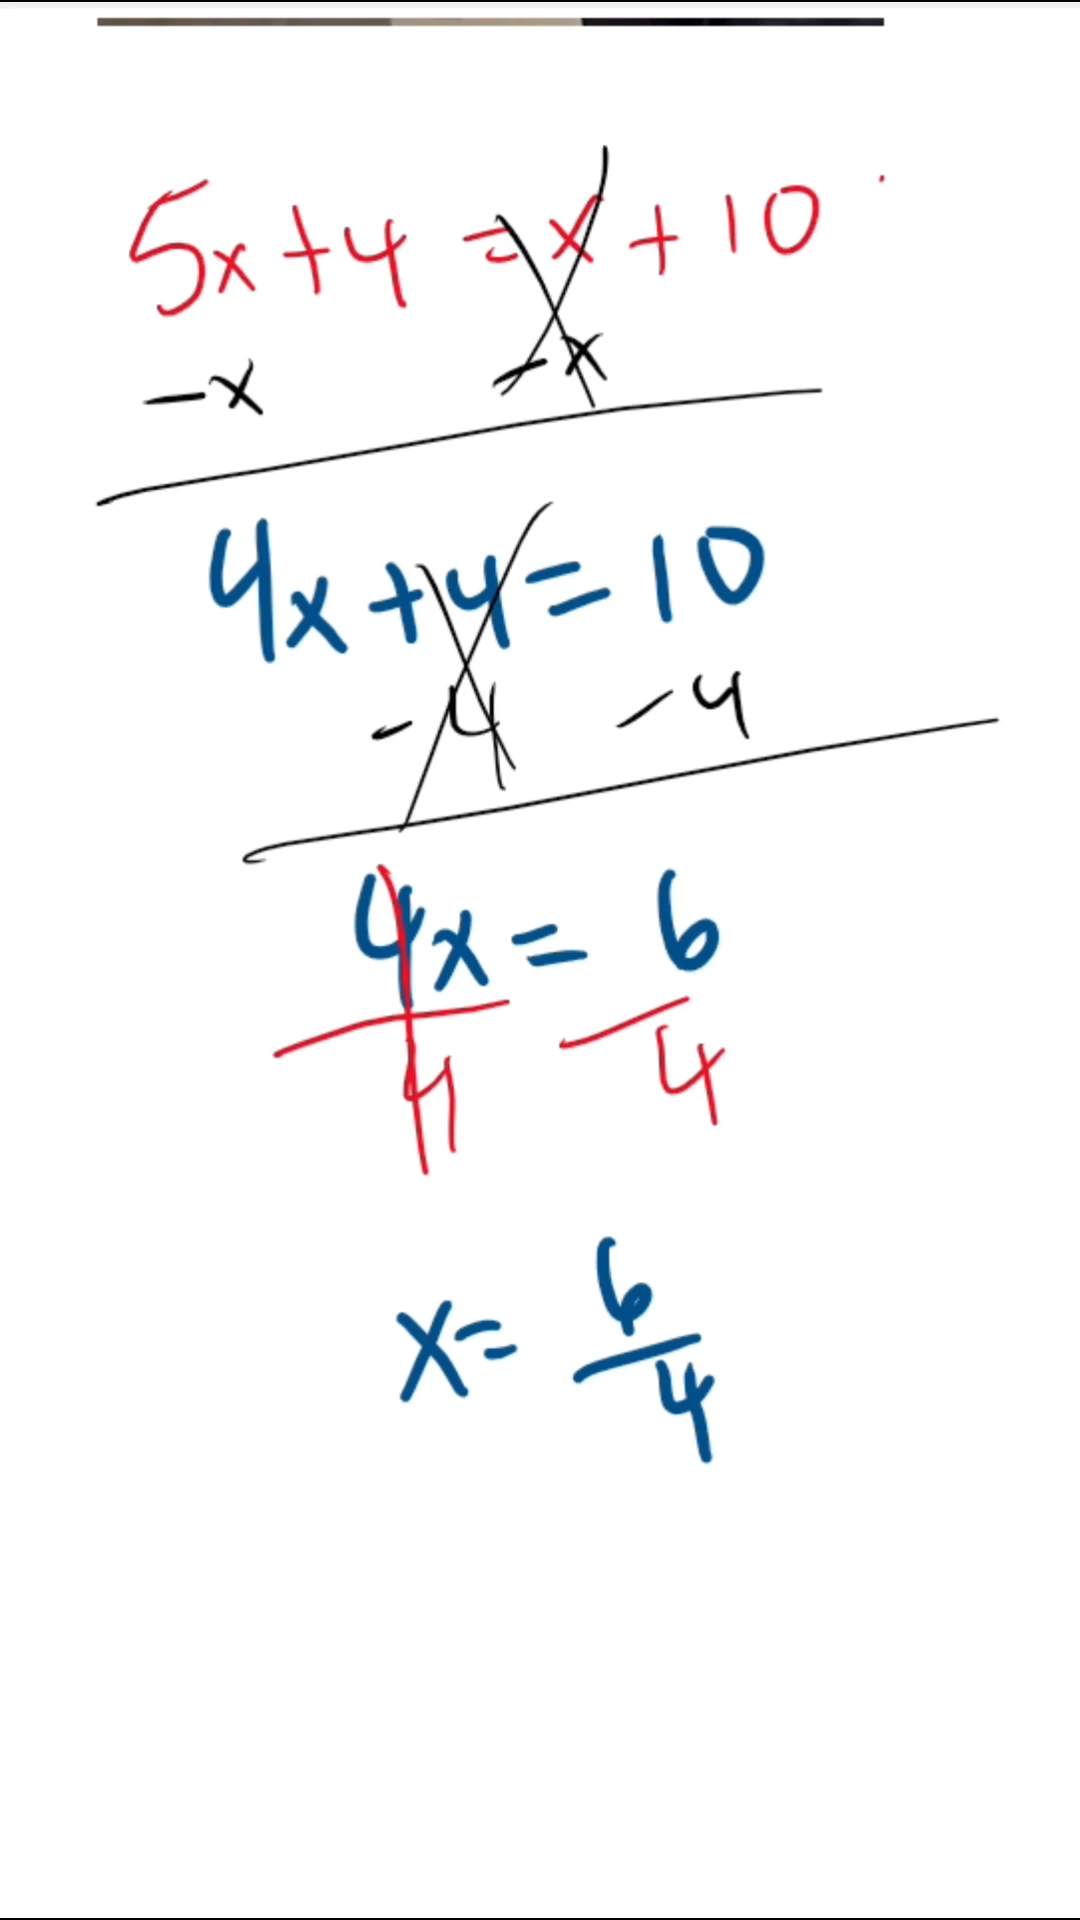 5x+4 = x + 10
-x -x
4x+4 = 10
-4 -4
4x = 6
4 4
x = 6/4